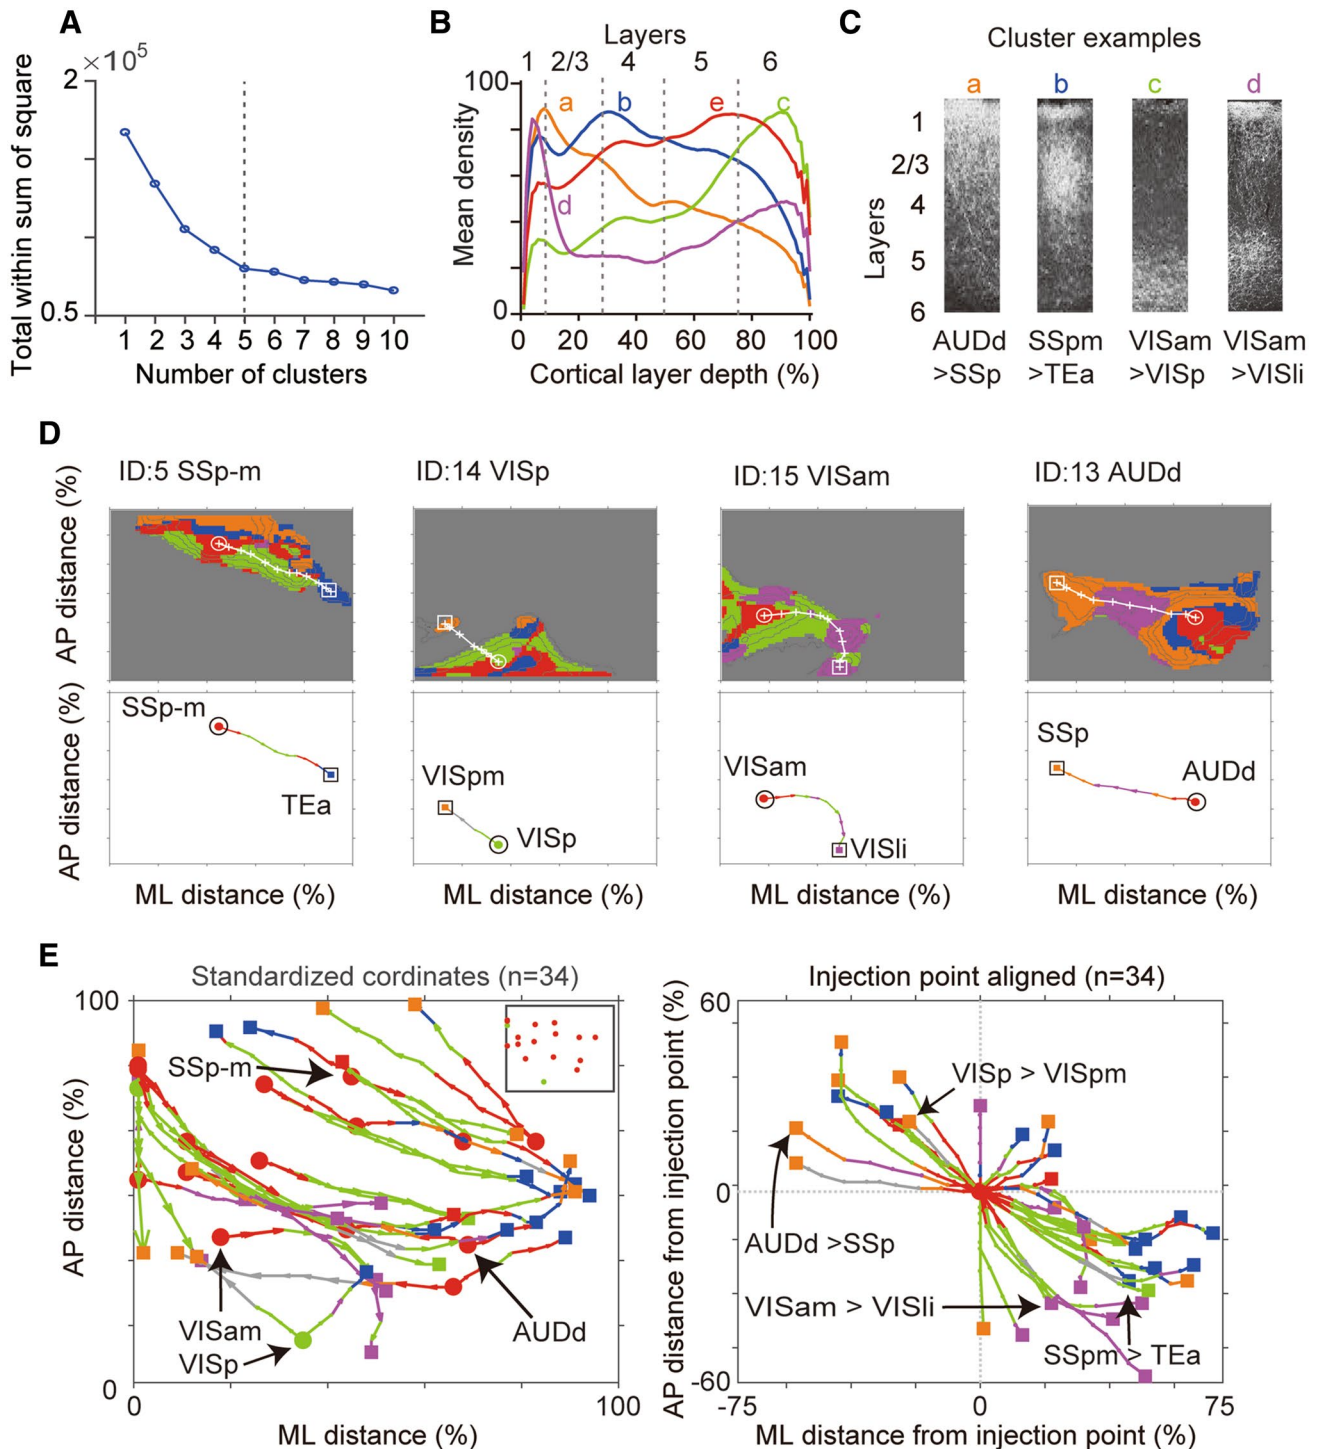 A
×10⁵
2
0.5
Total within sum of square
1 2 3 4 5 6 7 8 9 10
Number of clusters
B
Layers
1 2/3 4 5 6
100
0
Mean density
a b e c
d
0 20 40 60 80 100
Cortical layer depth (%)
C
Cluster examples
a b c d
Layers
1
2/3
4
5
6
AUDd
>SSp
SSpm
>TEa
VISam
>VISp
VISam
>VISli
D
ID:5 SSp-m
ID:14 VISp
ID:15 VISam
ID:13 AUDd
AP distance (%)
AP distance (%)
SSp-m
TEa
VISpm
VISp
VISam
VISli
SSp
AUDd
ML distance (%)
ML distance (%)
ML distance (%)
ML distance (%)
E
Standardized cordinates (n=34)
100
0
AP distance (%)
SSp-m
VISam
VISp
AUDd
0 100
ML distance (%)
Injection point aligned (n=34)
60
0
-60
AP distance from injection point (%)
VISp > VISpm
AUDd >SSp
VISam > VISli
SSpm > TEa
-75 0 75
ML distance from injection point (%)